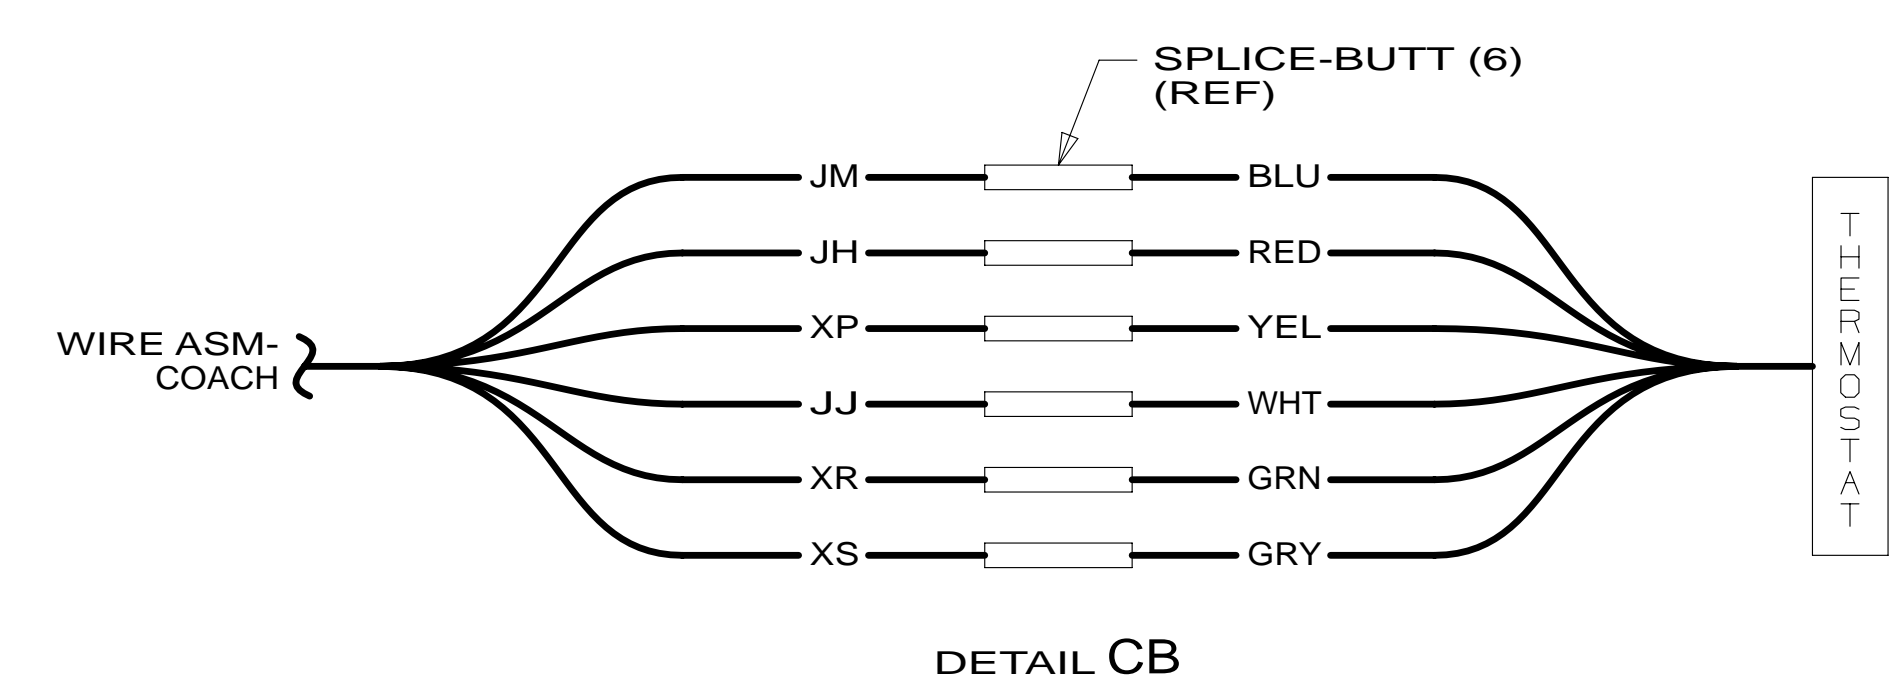 SPLICE-BUTT (6)
(REF)
JM BLU
JH RED
XP YEL
WIRE ASM-
COACH
JJ WHT
XR GRN
XS GRY
THERMOSTAT
DETAIL CB